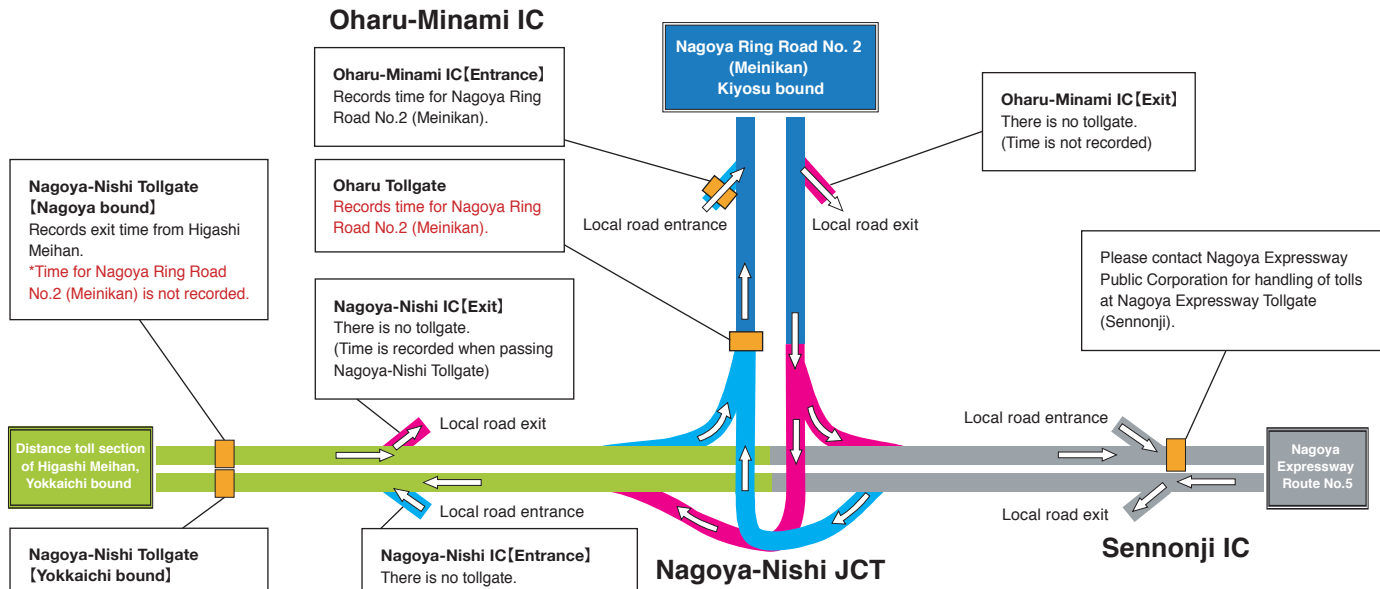 Oharu-Minami IC
Nagoya Ring Road No. 2
(Meinikan)
Kiyosu bound
Oharu-Minami IC【Entrance】
Records time for Nagoya Ring
Road No.2 (Meinikan).
Oharu-Minami IC【Exit】
There is no tollgate.
(Time is not recorded)
Nagoya-Nishi Tollgate
【Nagoya bound】
Records exit time from Higashi
Meihan.
*Time for Nagoya Ring Road
No.2 (Meinikan) is not recorded.
Oharu Tollgate
Records time for Nagoya Ring
Road No.2 (Meinikan).
Local road entrance
Local road exit
Please contact Nagoya Expressway
Public Corporation for handling of tolls
at Nagoya Expressway Tollgate
(Sennonji).
Nagoya-Nishi IC【Exit】
There is no tollgate.
(Time is recorded when passing
Nagoya-Nishi Tollgate)
Local road exit
Local road entrance
Distance toll section
of Higashi Meihan,
Yokkaichi bound
Nagoya
Expressway
Route No.5
Local road entrance
Local road exit
Nagoya-Nishi Tollgate
【Yokkaichi bound】
Nagoya-Nishi IC【Entrance】
There is no tollgate.
Nagoya-Nishi JCT
Sennonji IC